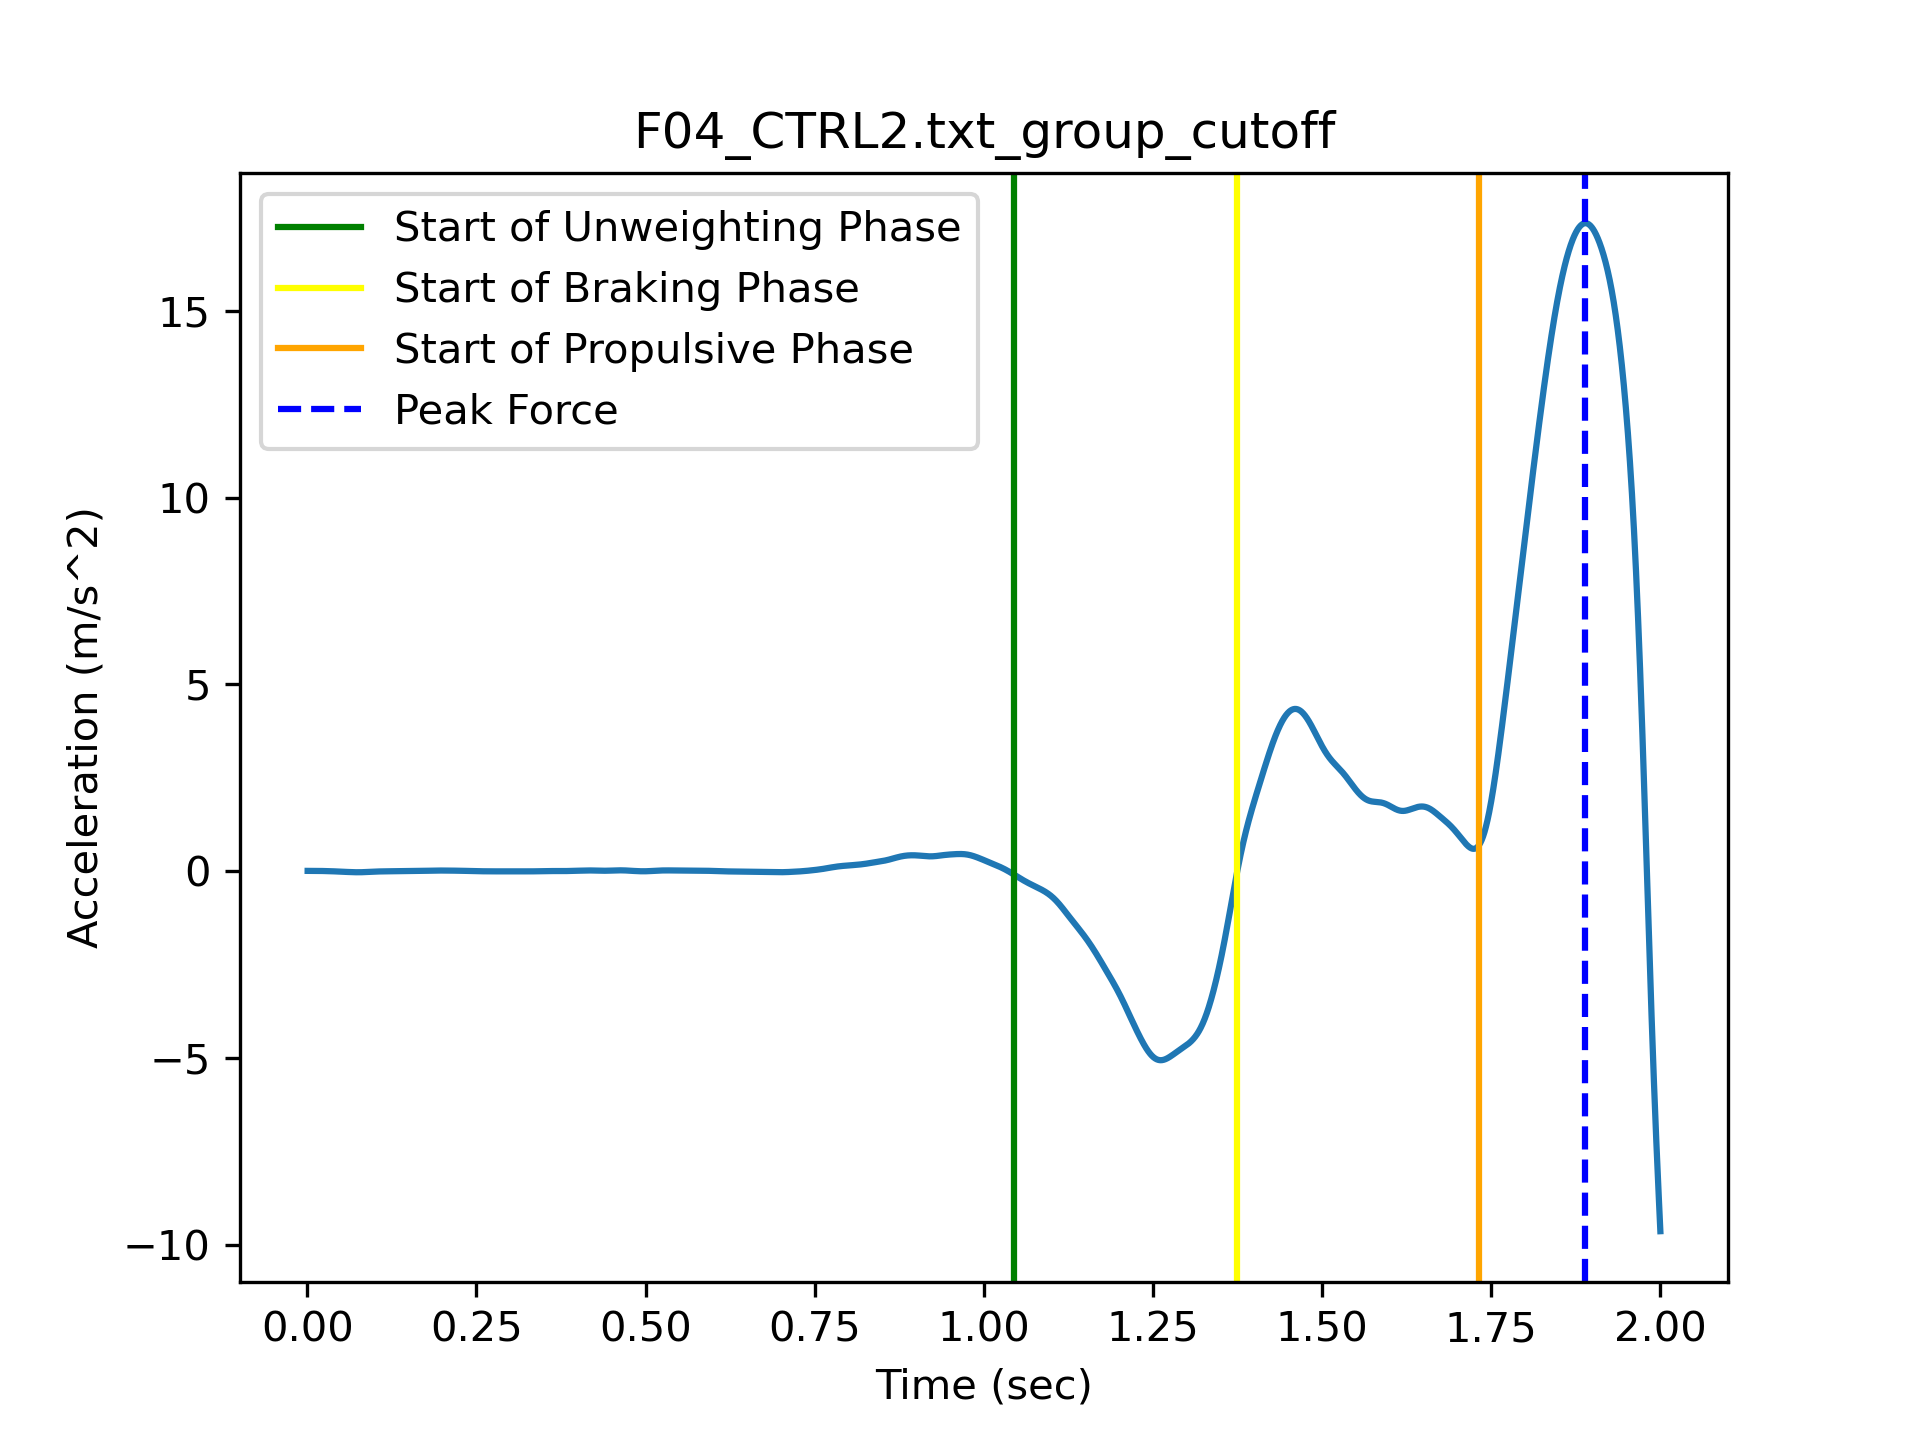 F04_CTRL2.txt_group_cutoff
Start of Unweighting Phase
Start of Braking Phase
Start of Propulsive Phase
Peak Force
15
10
5
0
−5
−10
Acceleration (m/s^2)
0.00 0.25 0.50 0.75 1.00 1.25 1.50 1.75 2.00
Time (sec)